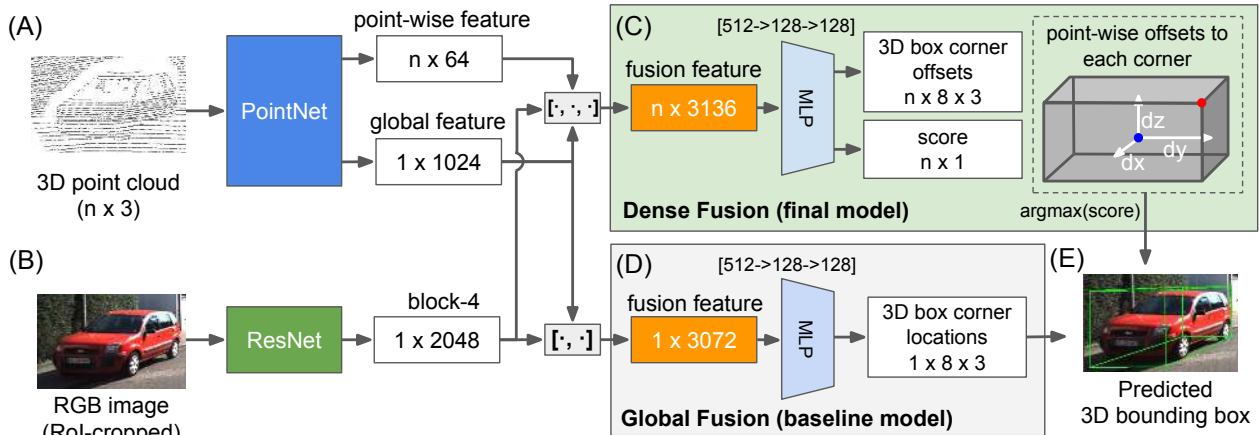 (A)
3D point cloud
(n x 3)
PointNet
point-wise feature
n x 64
global feature
1 x 1024
[·, ·, ·]
(B)
RGB image
(RoI-cropped)
ResNet
block-4
1 x 2048
[·, ·]
(C)
[512->128->128]
fusion feature
n x 3136
MLP
3D box corner
offsets
n x 8 x 3
score
n x 1
point-wise offsets to
each corner
dz
dy
dx
Dense Fusion (final model)
argmax(score)
(D)
[512->128->128]
fusion feature
1 x 3072
MLP
3D box corner
locations
1 x 8 x 3
Global Fusion (baseline model)
(E)
Predicted
3D bounding box